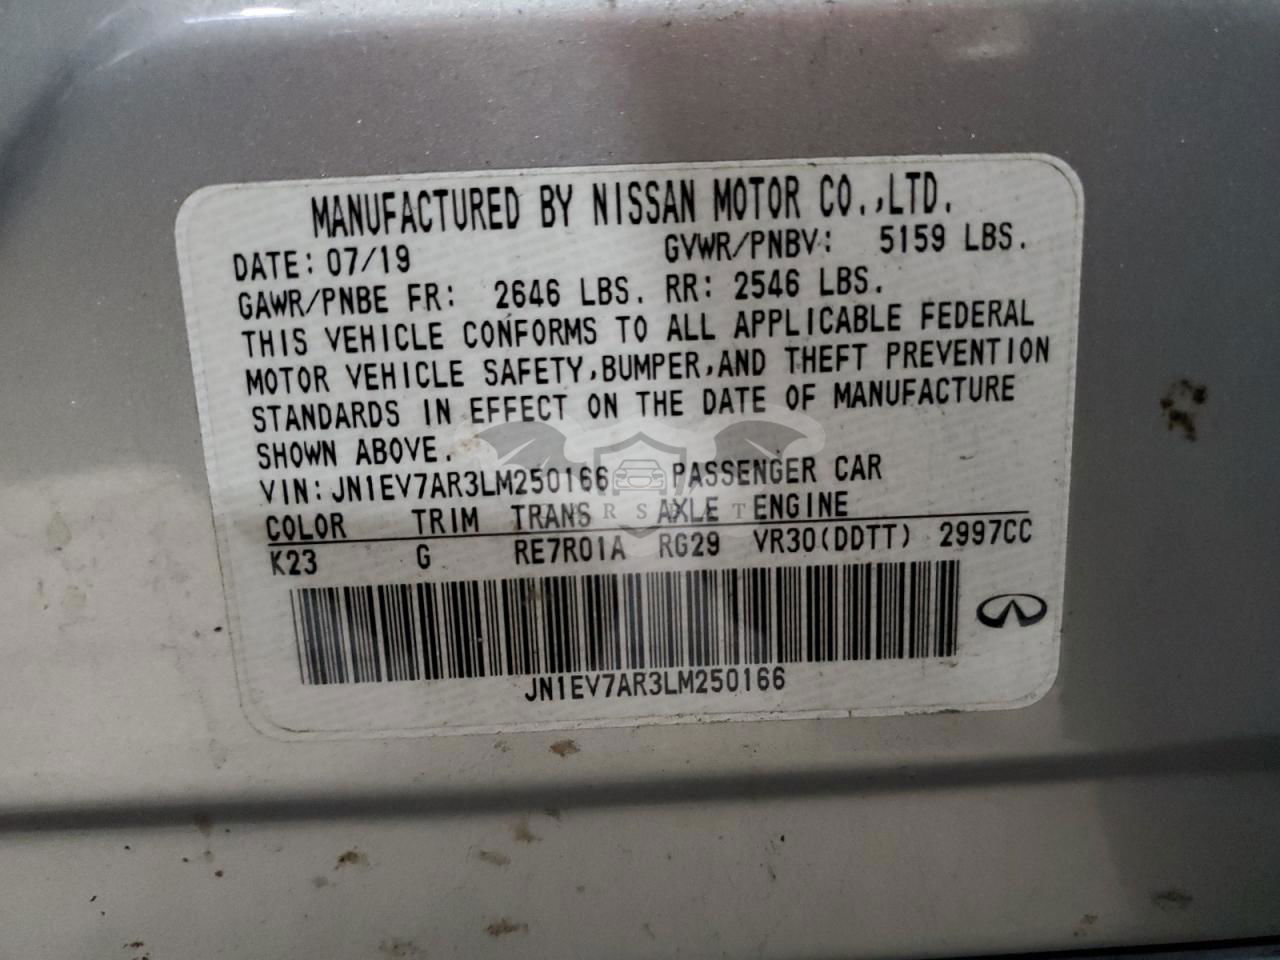 MANUFACTURED BY NISSAN MOTOR CO.,LTD.
DATE: 07/19 GVWR/PNBV: 5159 LBS.
GAWR/PNBE FR: 2646 LBS. RR: 2546 LBS.
THIS VEHICLE CONFORMS TO ALL APPLICABLE FEDERAL
MOTOR VEHICLE SAFETY,BUMPER,AND THEFT PREVENTION
STANDARDS IN EFFECT ON THE DATE OF MANUFACTURE
SHOWN ABOVE.
VIN: JN1EV7AR3LM250166 PASSENGER CAR
COLOR TRIM TRANS AXLE ENGINE
K23 G RE7R01A RG29 VR30(DDTT) 2997CC
JN1EV7AR3LM250166